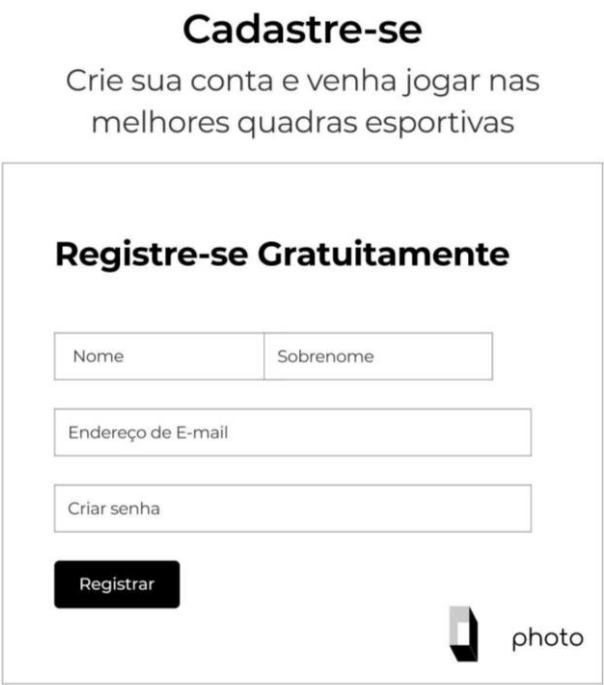 Cadastre-se
Crie sua conta e venha jogar nas
melhores quadras esportivas
Registre-se Gratuitamente
Nome Sobrenome
Endereço de E-mail
Criar senha
Registrar
photo